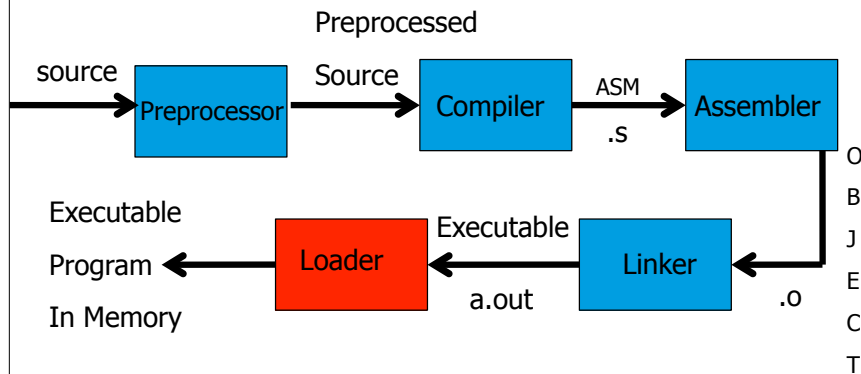 Preprocessed
source
Source
Preprocessor
Compiler
ASM
.s
Assembler
O
B
J
E
C
T
Executable
Program
In Memory
Loader
Executable
a.out
Linker
.o